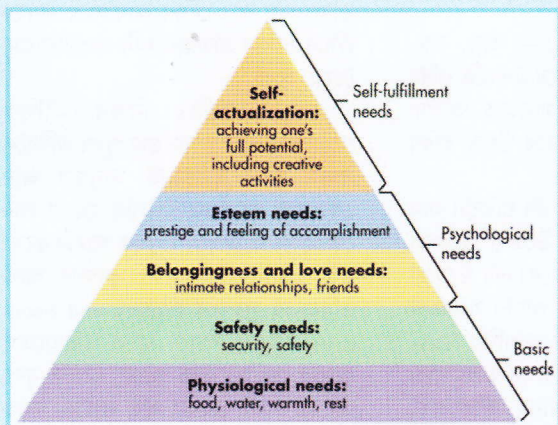 Self-
actualization:
achieving one's
full potential,
including creative
activities
Self-fulfillment
needs
Esteem needs:
prestige and feeling of accomplishment
Psychological
needs
Belongingness and love needs:
intimate relationships, friends
Safety needs:
security, safety
Basic
needs
Physiological needs:
food, water, warmth, rest